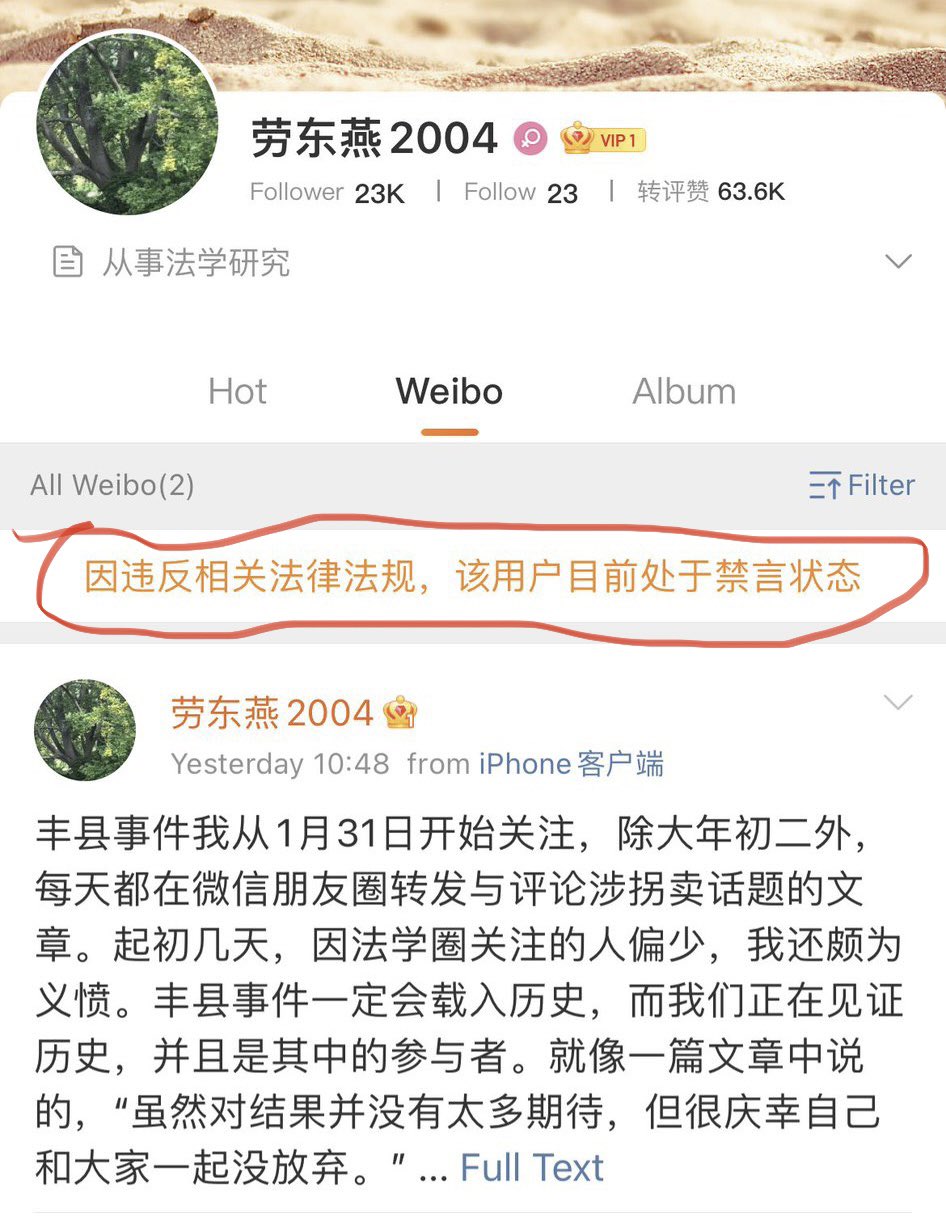 劳东燕2004 VIP 1
Follower 23K | Follow 23 | 转评赞 63.6K
从事法学研究
Hot Weibo Album
All Weibo(2) Filter
因违反相关法律法规，该用户目前处于禁言状态
劳东燕2004
Yesterday 10:48 from iPhone客户端
丰县事件我从1月31日开始关注，除大年初二外，
每天都在微信朋友圈转发与评论涉拐卖话题的文
章。起初几天，因法学圈关注的人偏少，我还颇为
义愤。丰县事件一定会载入历史，而我们正在见证
历史，并且是其中的参与者。就像一篇文章中说
的，“虽然对结果并没有太多期待，但很庆幸自己
和大家一起没放弃。” ... Full Text